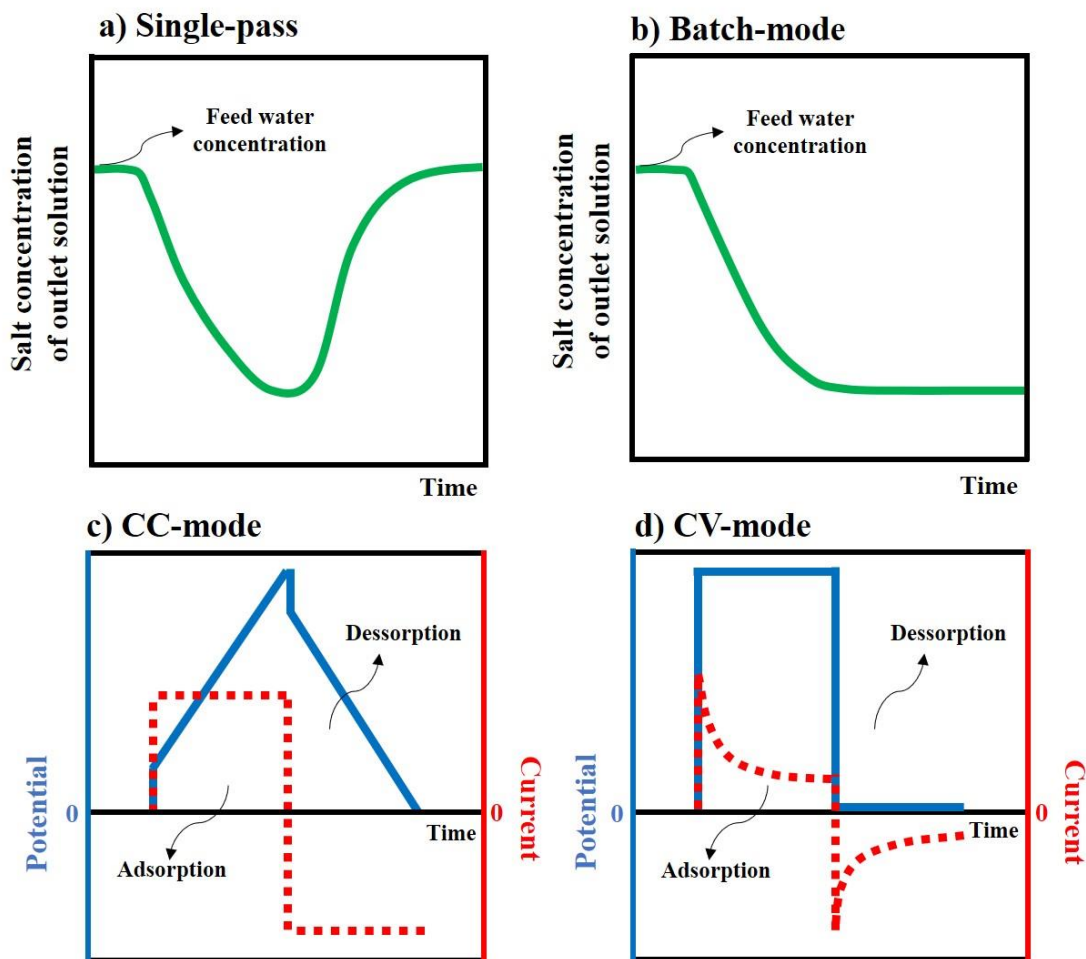 a) Single-pass
Feed water
concentration
Salt concentration
of outlet solution
Time
b) Batch-mode
Feed water
concentration
Salt concentration
of outlet solution
Time
c) CC-mode
Dessorption
Potential
0
Adsorption
Time
0
Current
d) CV-mode
Dessorption
Potential
0
Adsorption
Time
0
Current